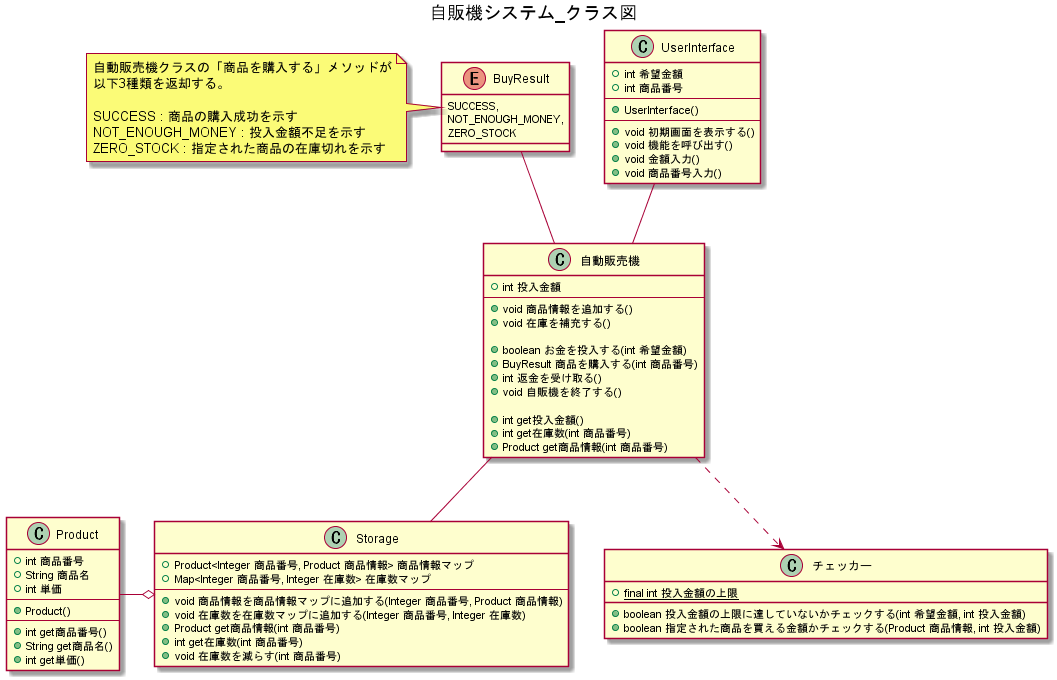 自販機システム_クラス図
自動販売機クラスの「商品を購入する」メソッドが
以下3種類を返却する。
SUCCESS : 商品の購入成功を示す
NOT_ENOUGH_MONEY : 投入金額不足を示す
ZERO_STOCK : 指定された商品の在庫切れを示す
E BuyResult
SUCCESS,
NOT_ENOUGH_MONEY,
ZERO_STOCK
C UserInterface
int 希望金額
int 商品番号
UserInterface()
void 初期画面を表示する()
void 機能を呼び出す()
void 金額入力()
void 商品番号入力()
C 自動販売機
int 投入金額
void 商品情報を追加する()
void 在庫を補充する()
boolean お金を投入する(int 希望金額)
BuyResult 商品を購入する(int 商品番号)
int 返金を受け取る()
void 自販機を終了する()
int get投入金額()
int get在庫数(int 商品番号)
Product get商品情報(int 商品番号)
C Product
int 商品番号
String 商品名
int 単価
Product()
int get商品番号()
String get商品名()
int get単価()
C Storage
Product<Integer 商品番号, Product 商品情報> 商品情報マップ
Map<Integer 商品番号, Integer 在庫数> 在庫数マップ
void 商品情報を商品情報マップに追加する(Integer 商品番号, Product 商品情報)
void 在庫数を在庫数マップに追加する(Integer 商品番号, Integer 在庫数)
Product get商品情報(int 商品番号)
int get在庫数(int 商品番号)
void 在庫数を減らす(int 商品番号)
C チェッカー
final int 投入金額の上限
boolean 投入金額の上限に達していないかチェックする(int 希望金額, int 投入金額)
boolean 指定された商品を買える金額かチェックする(Product 商品情報, int 投入金額)